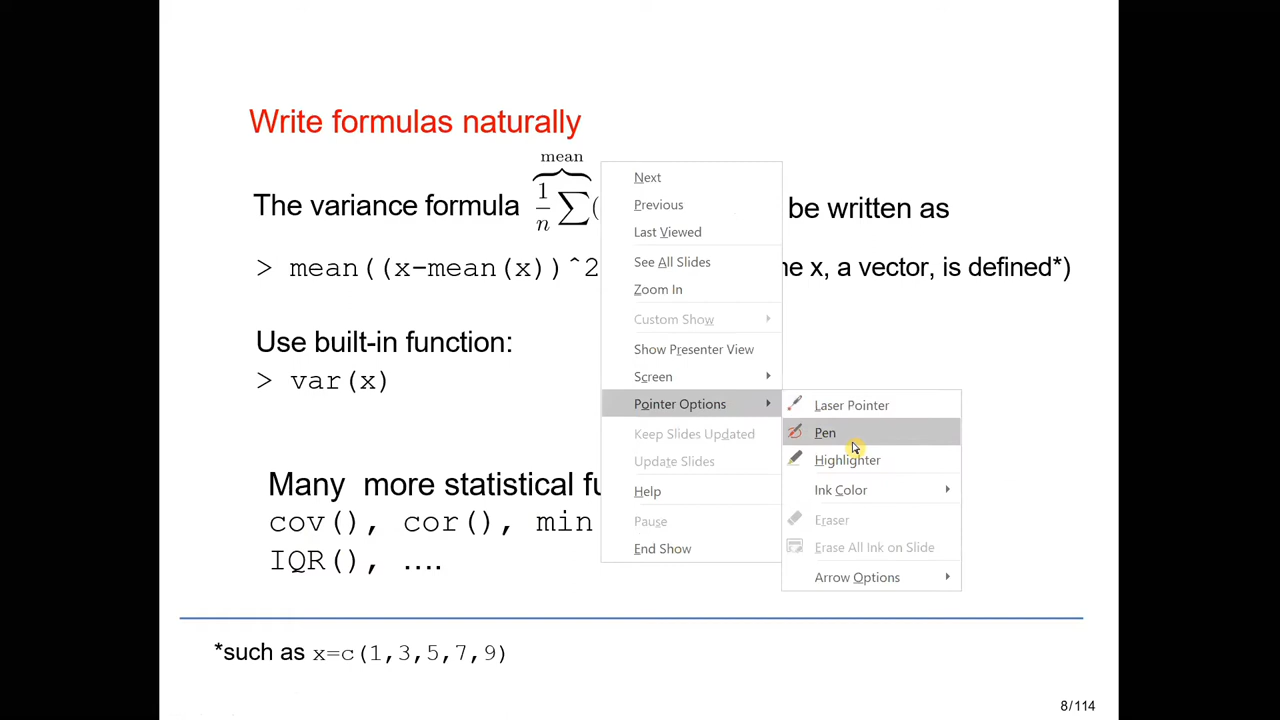 Write formulas naturally
mean
The variance formula 1/n ∑( be written as
> mean((x-mean(x))^2 ne x, a vector, is defined*)
Use built-in function:
> var(x)
Many more statistical fu
cov(), cor(), min
IQR(), ….
*such as x=c(1,3,5,7,9)
8/114
Next
Previous
Last Viewed
See All Slides
Zoom In
Custom Show
Show Presenter View
Screen
Pointer Options
Keep Slides Updated
Update Slides
Help
Pause
End Show
Laser Pointer
Pen
Highlighter
Ink Color
Eraser
Erase All Ink on Slide
Arrow Options